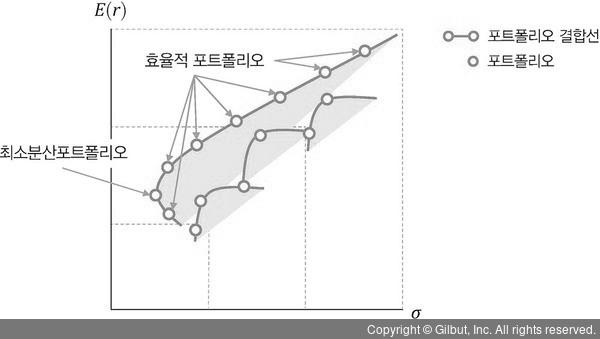 E(r)
포트폴리오 결합선
효율적 포트폴리오
포트폴리오
최소분산포트폴리오
σ
Copyright © Gilbut, Inc. All rights reserved.